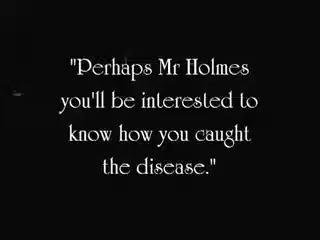 "Perhaps Mr Holmes
you'll be interested to
know how you caught
the disease."